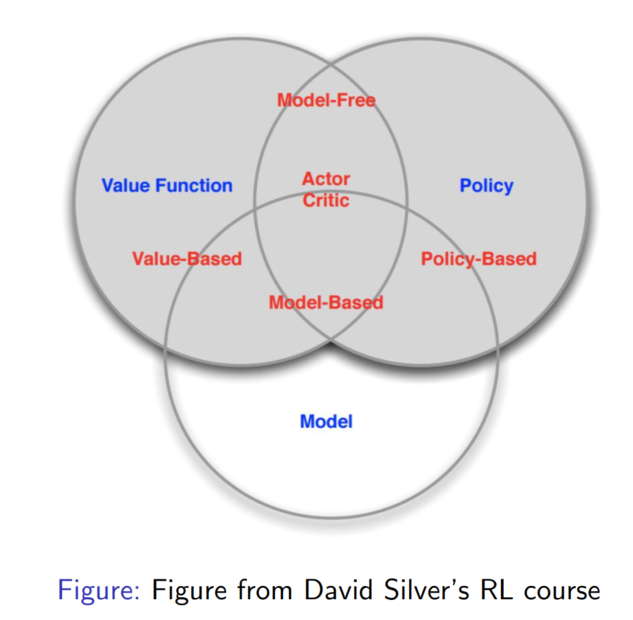 Model-Free
Value Function
Actor
Critic
Policy
Value-Based
Policy-Based
Model-Based
Model
Figure: Figure from David Silver's RL course